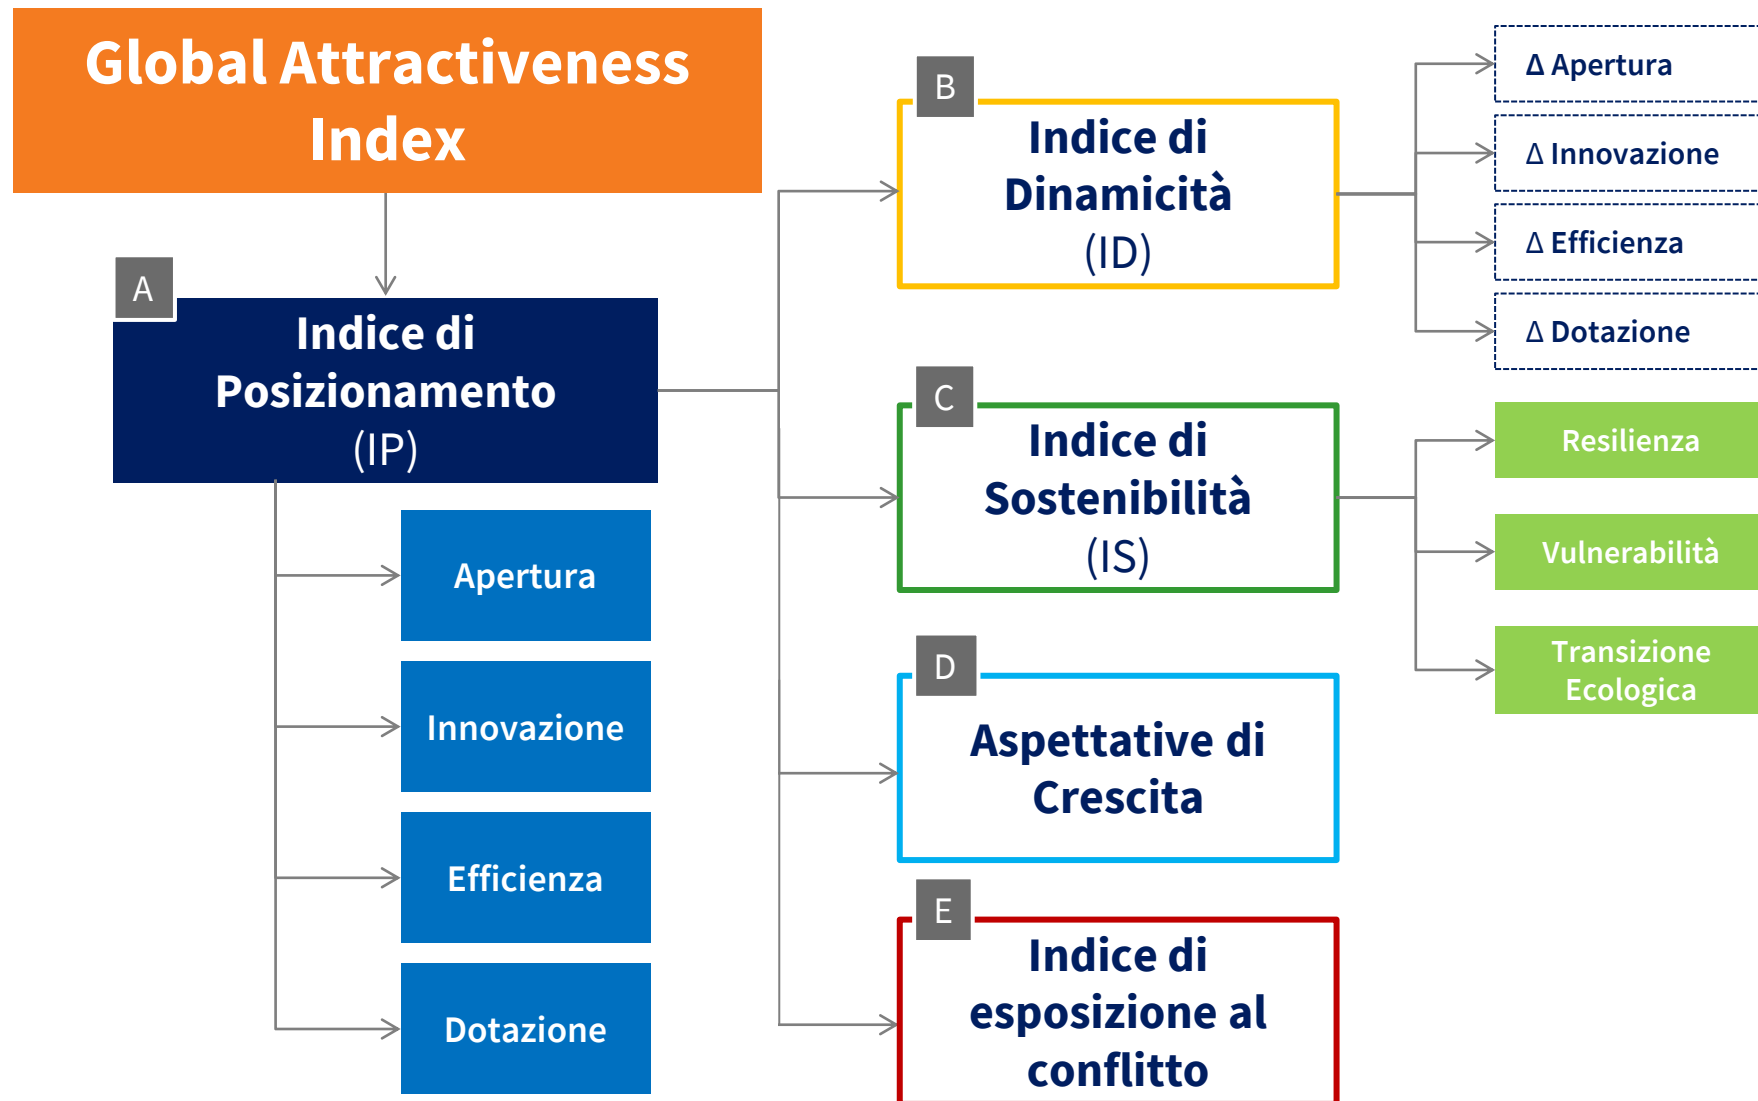 Global Attractiveness
Index
A
Indice di
Posizionamento
(IP)
Apertura
Innovazione
Efficienza
Dotazione
B
Indice di
Dinamicità
(ID)
Δ Apertura
Δ Innovazione
Δ Efficienza
Δ Dotazione
C
Indice di
Sostenibilità
(IS)
Resilienza
Vulnerabilità
Transizione
Ecologica
D
Aspettative di
Crescita
E
Indice di
esposizione al
conflitto